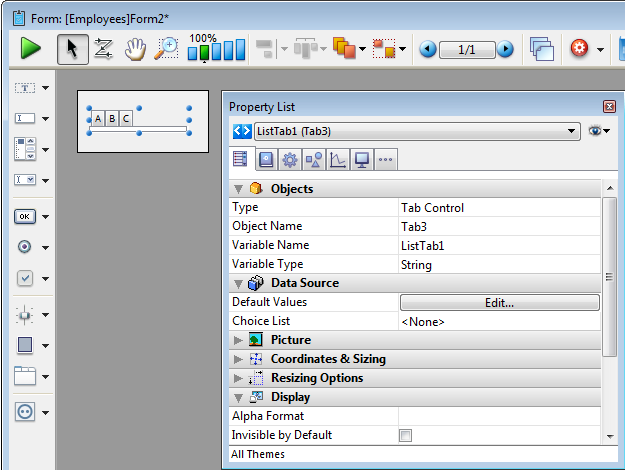 Form: [Employees]Form2*
100%
1/1
A B C
OK
Property List
ListTab1 (Tab3)
Objects
Type Tab Control
Object Name Tab3
Variable Name ListTab1
Variable Type String
Data Source
Default Values Edit...
Choice List <None>
Picture
Coordinates & Sizing
Resizing Options
Display
Alpha Format
Invisible by Default
All Themes